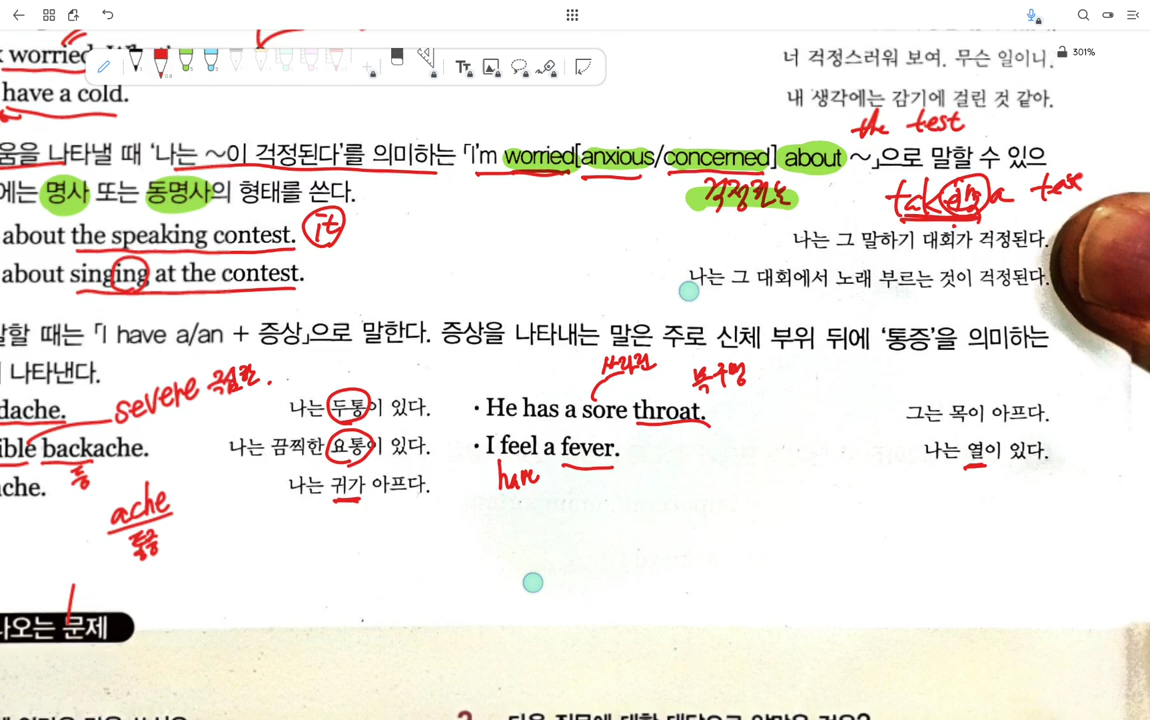 301%
worried
너 걱정스러워 보여. 무슨 일이니.
have a cold.
내 생각에는 감기에 걸린 것 같아.
the test
움을 나타낼 때 '나는 ～이 걱정된다'를 의미하는 「I'm worried[anxious/concerned] about ～」으로 말할 수 있으
에는 명사 또는 동명사의 형태를 쓴다.
걱정되는
taking a test
about the speaking contest. it
나는 그 말하기 대회가 걱정된다.
about singing at the contest.
나는 그 대회에서 노래 부르는 것이 걱정된다.
말할 때는 「I have a/an + 증상」으로 말한다. 증상을 나타내는 말은 주로 신체 부위 뒤에 '통증'을 의미하는
나타낸다.
severe 극심한.
목구멍
dache.
나는 두통이 있다.
· He has a sore throat.
그는 목이 아프다.
ible backache.
나는 끔찍한 요통이 있다.
· I feel a fever.
나는 열이 있다.
등
have
che.
나는 귀가 아프다.
ache
통증
나오는 문제